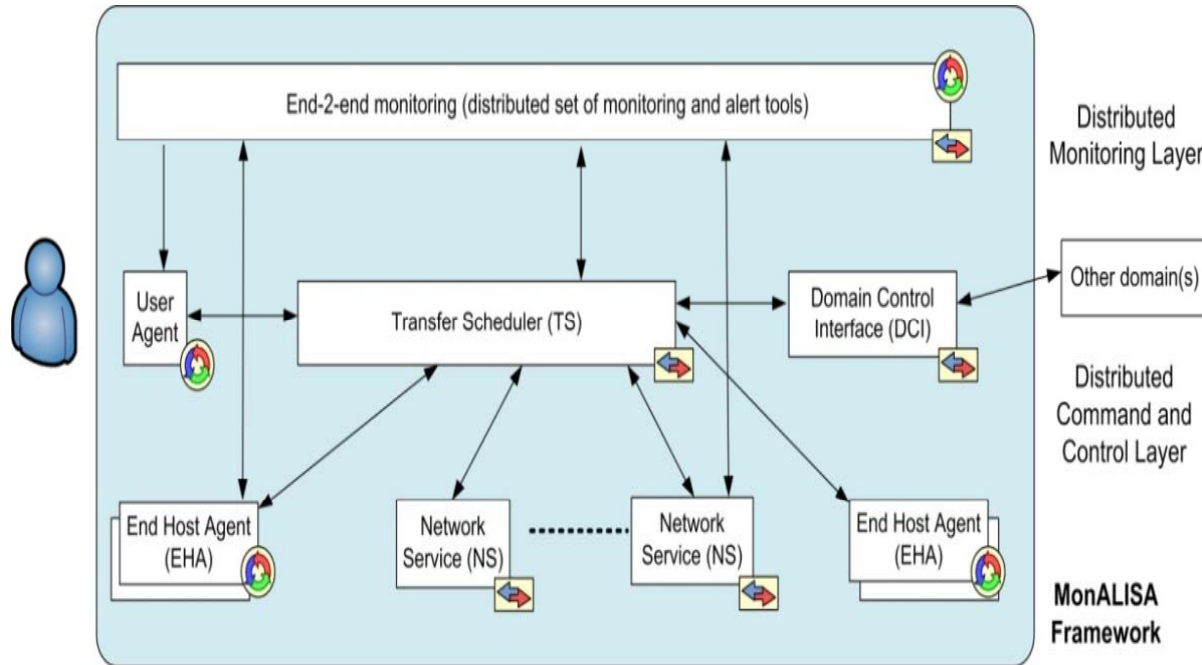 End-2-end monitoring (distributed set of monitoring and alert tools)
Distributed
Monitoring Layer
User
Agent
Transfer Scheduler (TS)
Domain Control
Interface (DCI)
Other domain(s)
Distributed
Command and
Control Layer
End Host Agent
(EHA)
Network
Service (NS)
Network
Service (NS)
End Host Agent
(EHA)
MonALISA
Framework